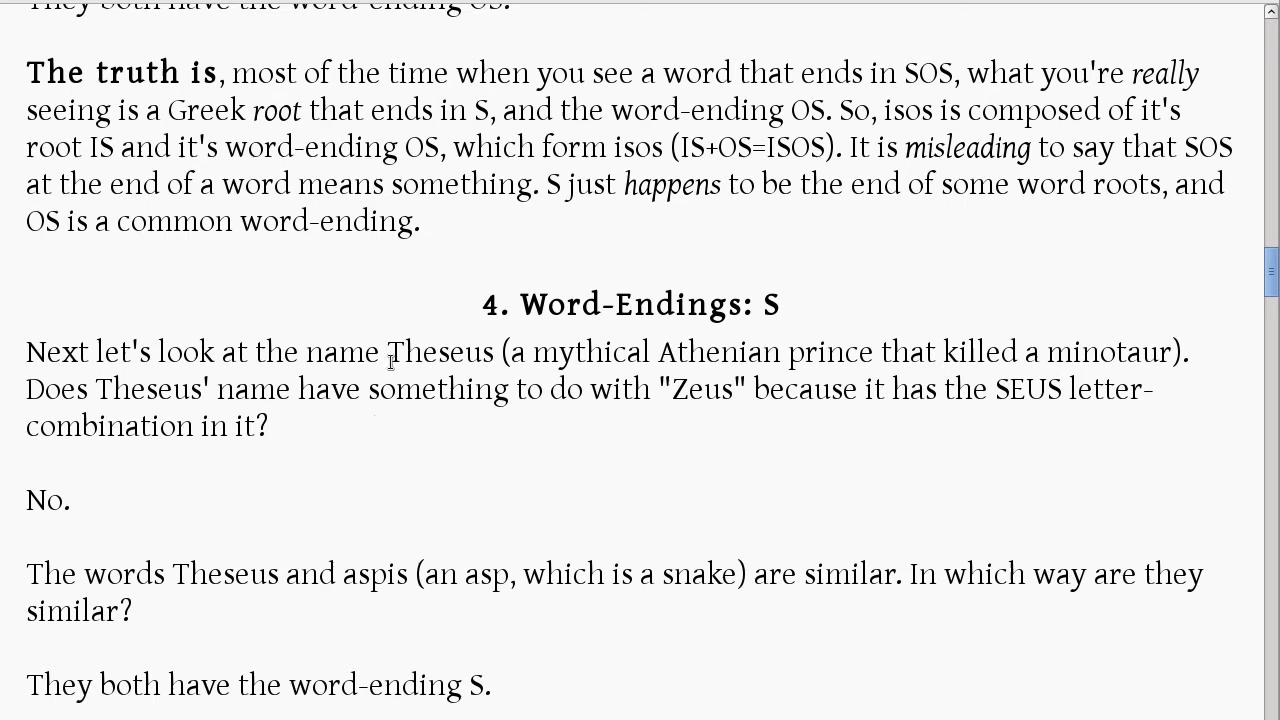 They both have the word-ending OS.
The truth is, most of the time when you see a word that ends in SOS, what you're really
seeing is a Greek root that ends in S, and the word-ending OS. So, isos is composed of it's
root IS and it's word-ending OS, which form isos (IS+OS=ISOS). It is misleading to say that SOS
at the end of a word means something. S just happens to be the end of some word roots, and
OS is a common word-ending.
4. Word-Endings: S
Next let's look at the name Theseus (a mythical Athenian prince that killed a minotaur).
Does Theseus' name have something to do with "Zeus" because it has the SEUS letter-
combination in it?
No.
The words Theseus and aspis (an asp, which is a snake) are similar. In which way are they
similar?
They both have the word-ending S.